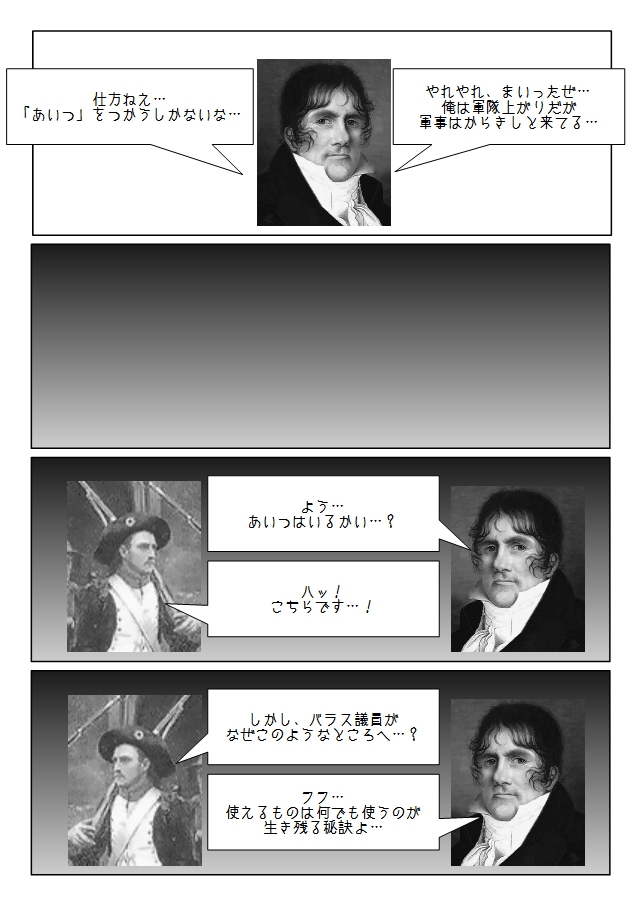 やれやれ、まいったぜ…
俺は軍隊上がりだが
軍事はからきしと来てる…
仕方ねえ…
「あいつ」をつかうしかないな…
よう…
あいつはいるかい…？
ハッ！
こちらです…！
しかし、バラス議員が
なぜこのようなところへ…？
フフ…
使えるものは何でも使うのが
生き残る秘訣よ…